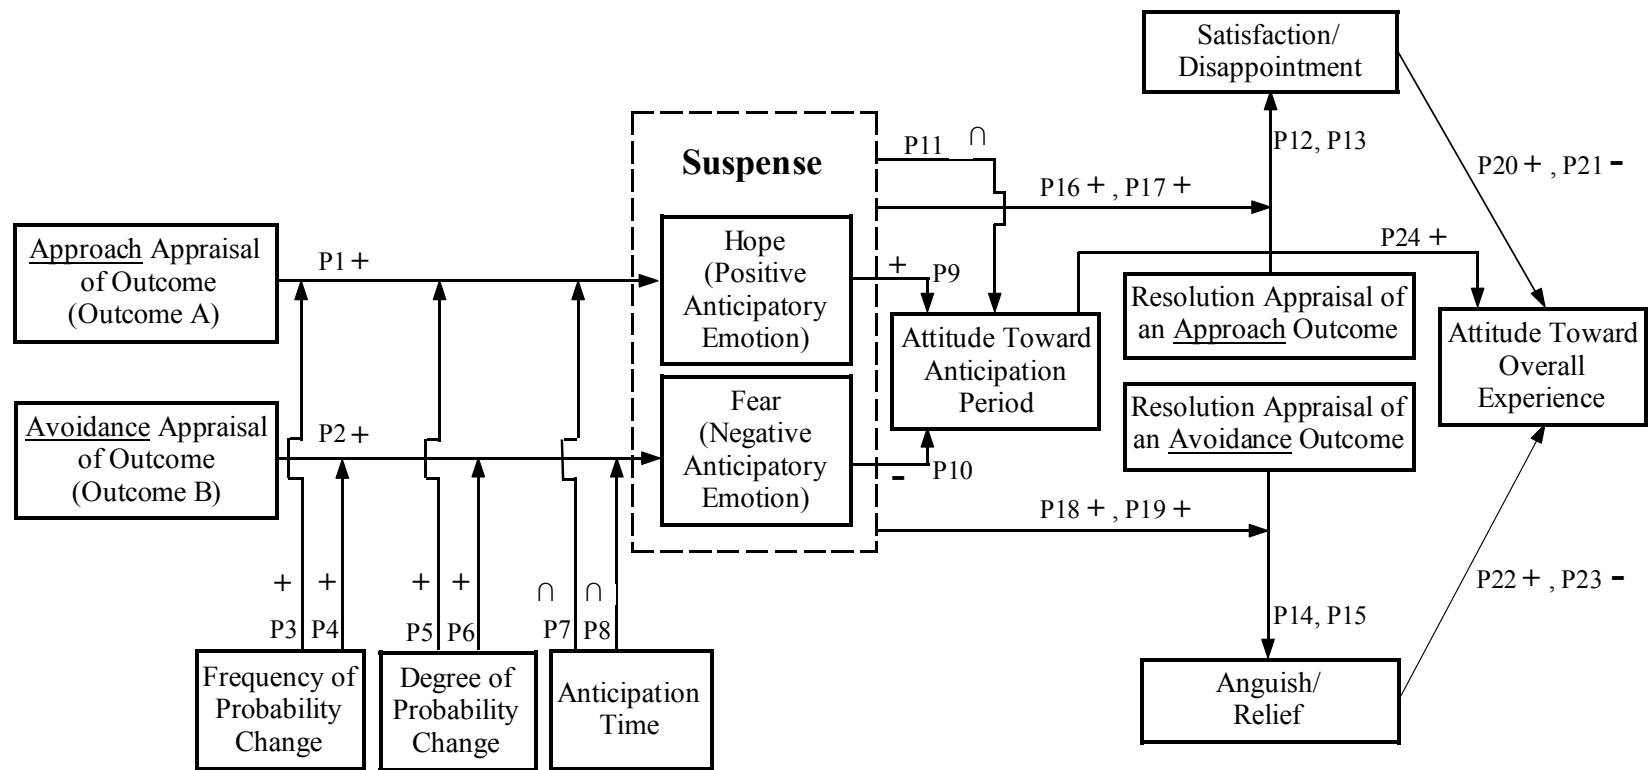 Satisfaction/
Disappointment
P11 ∩
P12, P13
Suspense
P16 + , P17 +
P20 + , P21 -
Approach Appraisal
of Outcome
(Outcome A)
P1 +
Hope
(Positive
Anticipatory
Emotion)
+ P9
P24 +
Attitude Toward
Anticipation
Period
Resolution Appraisal of
an Approach Outcome
Attitude Toward
Overall
Experience
Avoidance Appraisal
of Outcome
(Outcome B)
P2 +
Fear
(Negative
Anticipatory
Emotion)
- P10
Resolution Appraisal of
an Avoidance Outcome
P18 + , P19 +
P22 + , P23 -
P14, P15
+ + + + ∩ ∩
P3 P4 P5 P6 P7 P8
Frequency of
Probability
Change
Degree of
Probability
Change
Anticipation
Time
Anguish/
Relief